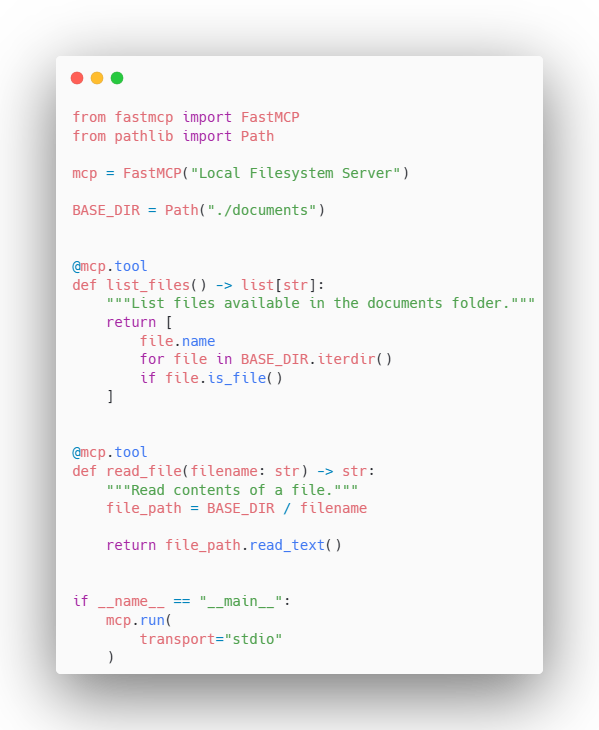 from fastmcp import FastMCP
from pathlib import Path

mcp = FastMCP("Local Filesystem Server")

BASE_DIR = Path("./documents")


@mcp.tool
def list_files() -> list[str]:
    """List files available in the documents folder."""
    return [
        file.name
        for file in BASE_DIR.iterdir()
        if file.is_file()
    ]


@mcp.tool
def read_file(filename: str) -> str:
    """Read contents of a file."""
    file_path = BASE_DIR / filename

    return file_path.read_text()


if __name__ == "__main__":
    mcp.run(
        transport="stdio"
    )